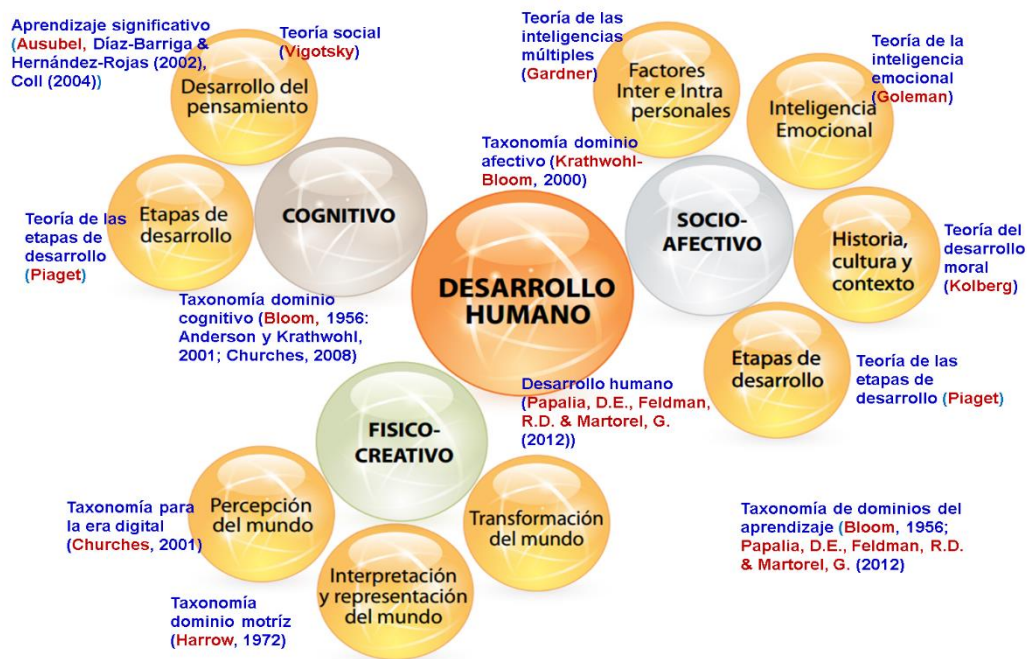 Aprendizaje significativo
(Ausubel, Díaz-Barriga &
Hernández-Rojas (2002),
Coll (2004))
Teoría social
(Vigotsky)
Desarrollo del
pensamiento
COGNITIVO
Etapas de
desarrollo
Teoría de las
etapas de
desarrollo
(Piaget)
Taxonomía dominio
cognitivo (Bloom, 1956:
Anderson y Krathwohl,
2001; Churches, 2008)
Teoría de las
inteligencias
múltiples
(Gardner)
Factores
Inter e Intra
personales
Teoría de la
inteligencia
emocional
(Goleman)
Inteligencia
Emocional
Taxonomía dominio
afectivo (Krathwohl-
Bloom, 2000)
SOCIO-
AFECTIVO
Historia,
cultura y
contexto
Teoría del
desarrollo
moral
(Kolberg)
DESARROLLO
HUMANO
Etapas de
desarrollo
Teoría de las
etapas de
desarrollo (Piaget)
Desarrollo humano
(Papalia, D.E., Feldman,
R.D. & Martorel, G.
(2012))
FISICO-
CREATIVO
Percepción
del mundo
Taxonomía para
la era digital
(Churches, 2001)
Interpretación
y representación
del mundo
Taxonomía
dominio motríz
(Harrow, 1972)
Transformación
del mundo
Taxonomía de dominios del
aprendizaje (Bloom, 1956;
Papalia, D.E., Feldman, R.D.
& Martorel, G. (2012)